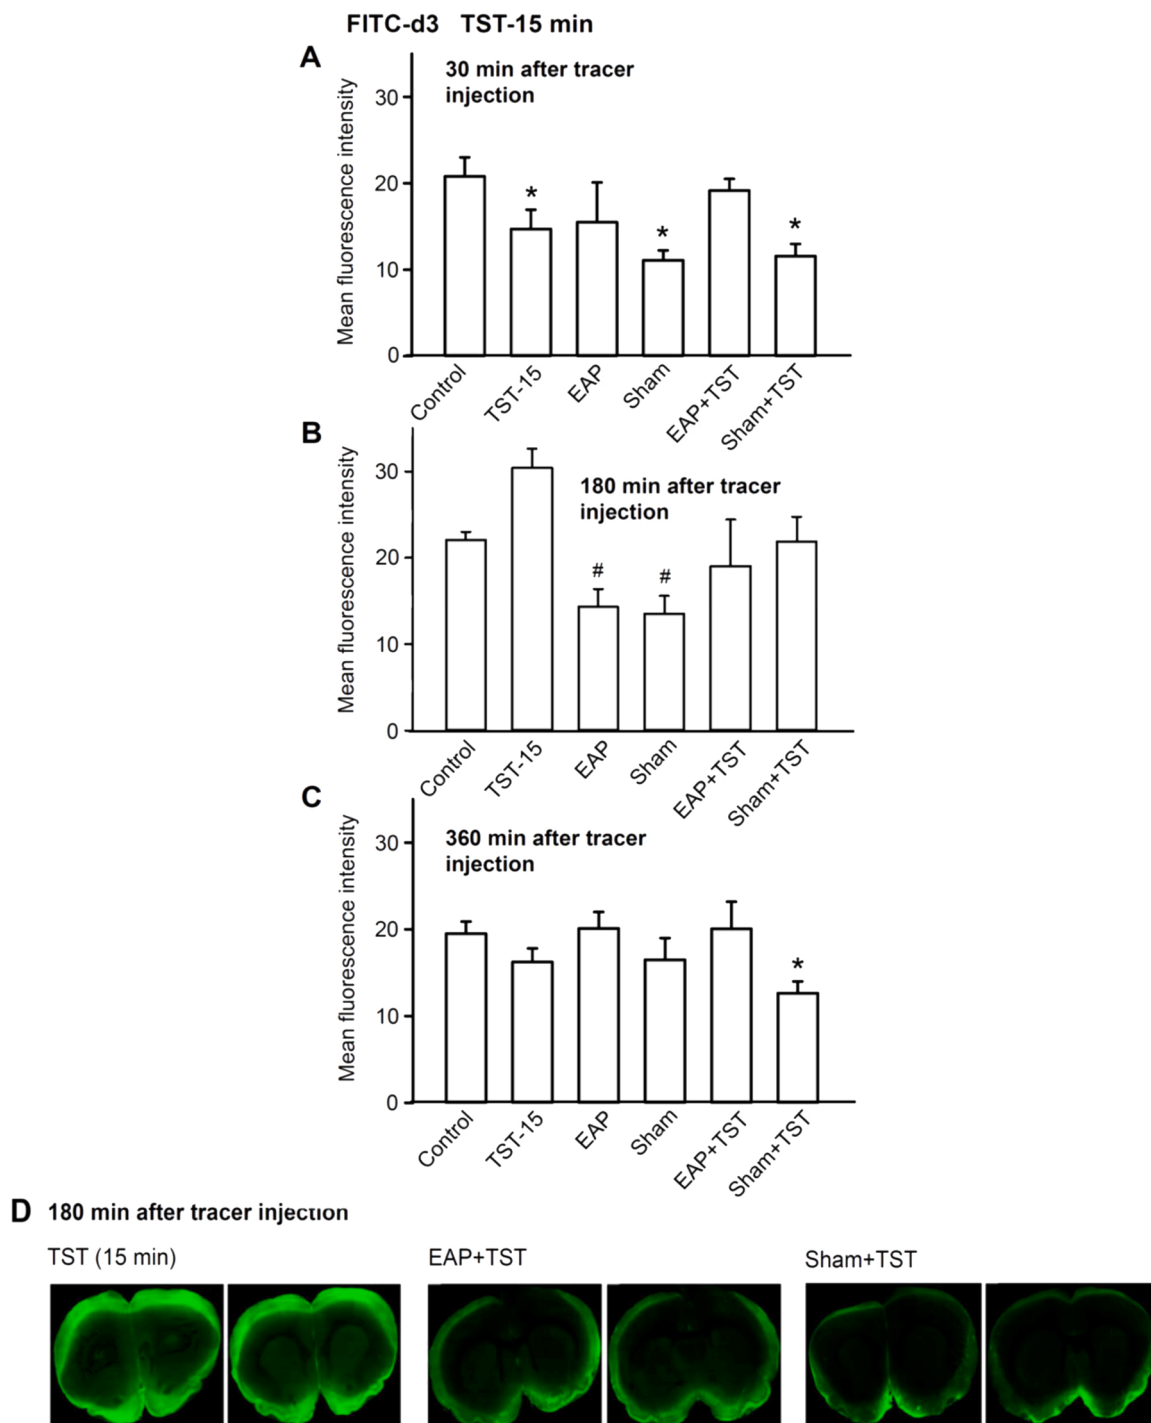 FITC-d3 TST-15 min
A
30 min after tracer
injection
Mean fluorescence intensity
30
20
10
0
*
*
*
Control
TST-15
EAP
Sham
EAP+TST
Sham+TST
B
180 min after tracer
injection
Mean fluorescence intensity
30
20
10
0
#
#
Control
TST-15
EAP
Sham
EAP+TST
Sham+TST
C
360 min after tracer
injection
Mean fluorescence intensity
30
20
10
0
*
Control
TST-15
EAP
Sham
EAP+TST
Sham+TST
D 180 min after tracer injection
TST (15 min)
EAP+TST
Sham+TST